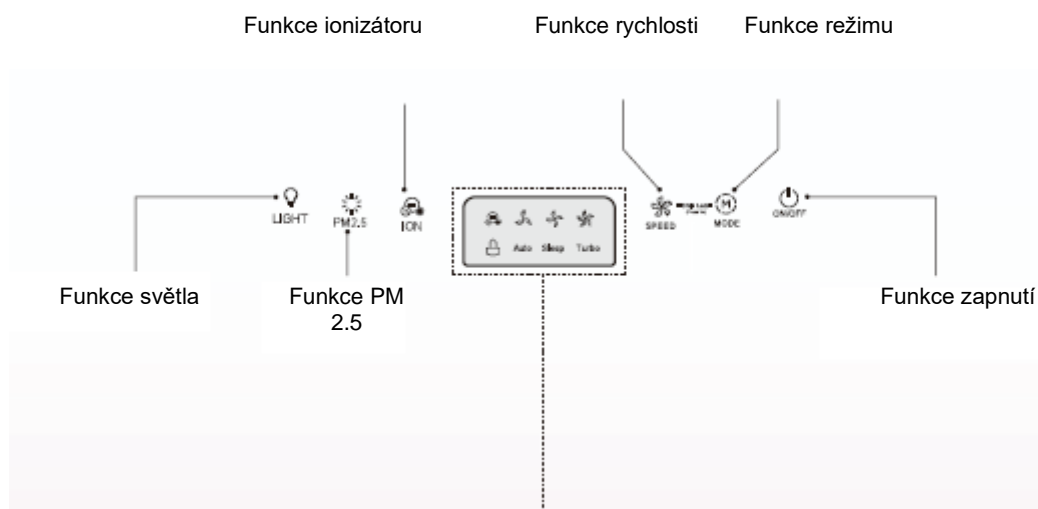 Funkce ionizátoru Funkce rychlosti Funkce režimu
LIGHT PM2.5 ION SPEED MODE ON/OFF
Auto Sleep Turbo
Funkce světla Funkce PM Funkce zapnutí
2.5